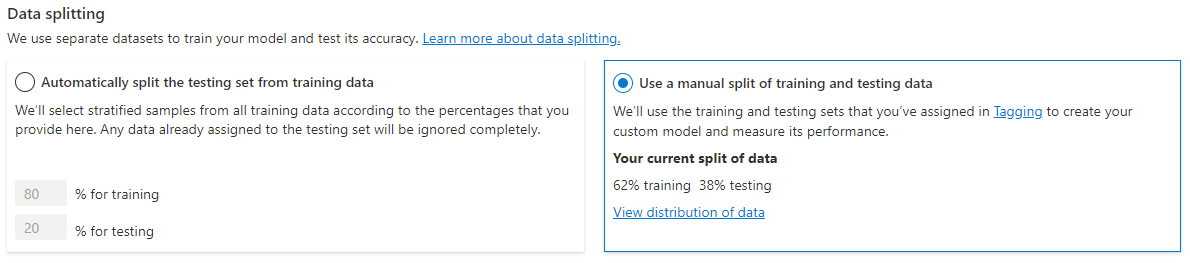 Data splitting
We use separate datasets to train your model and test its accuracy. Learn more about data splitting.
Automatically split the testing set from training data
We'll select stratified samples from all training data according to the percentages that you
provide here. Any data already assigned to the testing set will be ignored completely.
80 % for training
20 % for testing
Use a manual split of training and testing data
We'll use the training and testing sets that you've assigned in Tagging to create your
custom model and measure its performance.
Your current split of data
62% training 38% testing
View distribution of data